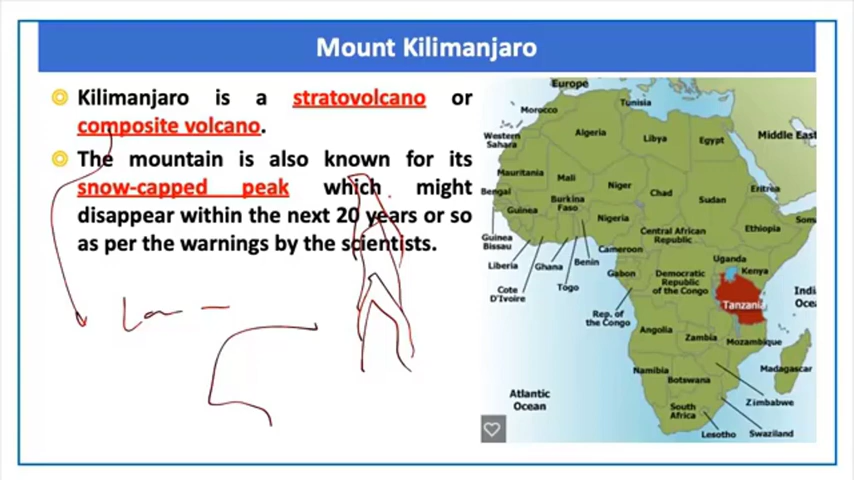 Mount Kilimanjaro
Kilimanjaro is a stratovolcano or
composite volcano.
The mountain is also known for its
snow-capped peak which might
disappear within the next 20 years or so
as per the warnings by the scientists.
Europe
Tunisia
Morocco
Algeria
Libya
Egypt
Middle East
Western
Sahara
Mauritania
Mali
Niger
Chad
Sudan
Eritrea
Bengal
Burkina
Faso
Guinea
Nigeria
Ethiopia
Som
Central African
Republic
Guinea
Bissau
Cameroon
Uganda
Kenya
Liberia
Ghana
Benin
Gabon
Democratic
Republic
of the Congo
Togo
Cote
D'Ivoire
Rep. of
the Congo
Tanzania
Indi
Ocea
Angolia
Zambia
Mozambique
Namibia
Botswana
Madagascar
Atlantic
Ocean
Zimbabwe
South
Africa
Lesotho
Swaziland